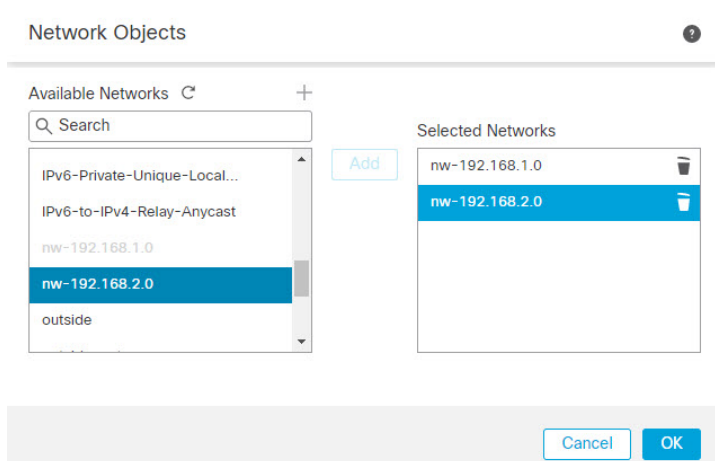 Network Objects
?
Available Networks
+
Search
IPv6-Private-Unique-Local...
IPv6-to-IPv4-Relay-Anycast
nw-192.168.1.0
nw-192.168.2.0
outside
Add
Selected Networks
nw-192.168.1.0
nw-192.168.2.0
Cancel
OK